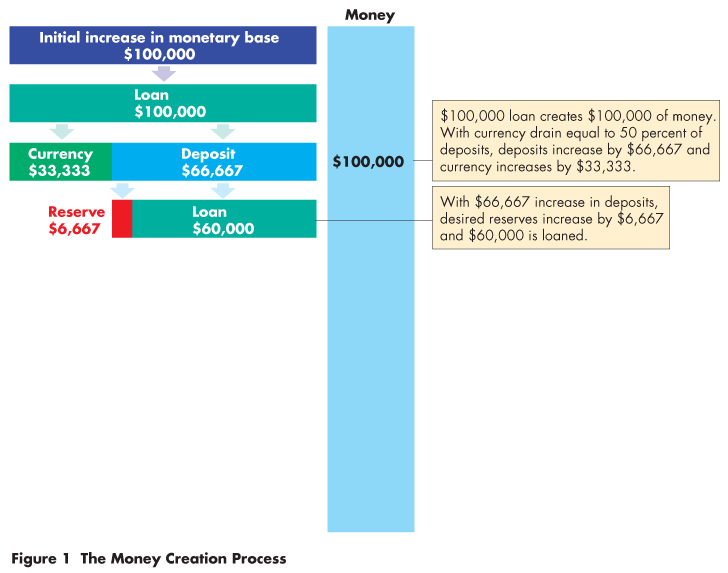 Money
Initial increase in monetary base
$100,000
Loan
$100,000
Currency
$33,333
Deposit
$66,667
$100,000
$100,000 loan creates $100,000 of money.
With currency drain equal to 50 percent of
deposits, deposits increase by $66,667 and
currency increases by $33,333.
Reserve
$6,667
Loan
$60,000
With $66,667 increase in deposits,
desired reserves increase by $6,667
and $60,000 is loaned.
Figure 1 The Money Creation Process